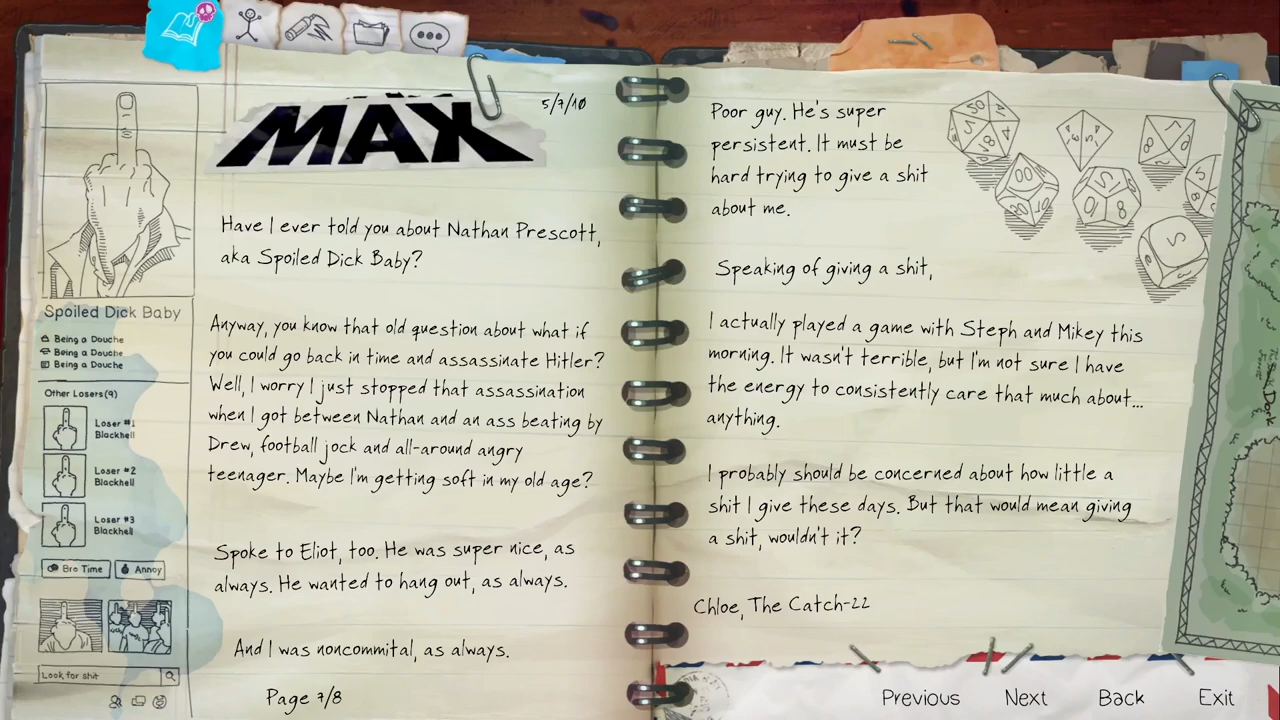 MAX
5/7/10
Have I ever told you about Nathan Prescott,
aka Spoiled Dick Baby?
Anyway, you know that old question about what if
you could go back in time and assassinate Hitler?
Well, I worry I just stopped that assassination
when I got between Nathan and an ass beating by
Drew, football jock and all-around angry
teenager. Maybe I'm getting soft in my old age?
Spoke to Eliot, too. He was super nice, as
always. He wanted to hang out, as always.
And I was noncommital, as always.
Page 7/8
Spoiled Dick Baby
Being a Douche
Being a Douche
Being a Douche
Other Losers(9)
Loser #1
Blackhell
Loser #2
Blackhell
Loser #3
Blackhell
Bro Time
Annoy
Look for shit
Poor guy. He's super
persistent. It must be
hard trying to give a shit
about me.
Speaking of giving a shit,
I actually played a game with Steph and Mikey this
morning. It wasn't terrible, but I'm not sure I have
the energy to consistently care that much about...
anything.
I probably should be concerned about how little a
shit I give these days. But that would mean giving
a shit, wouldn't it?
Chloe, The Catch-22
Previous
Next
Back
Exit